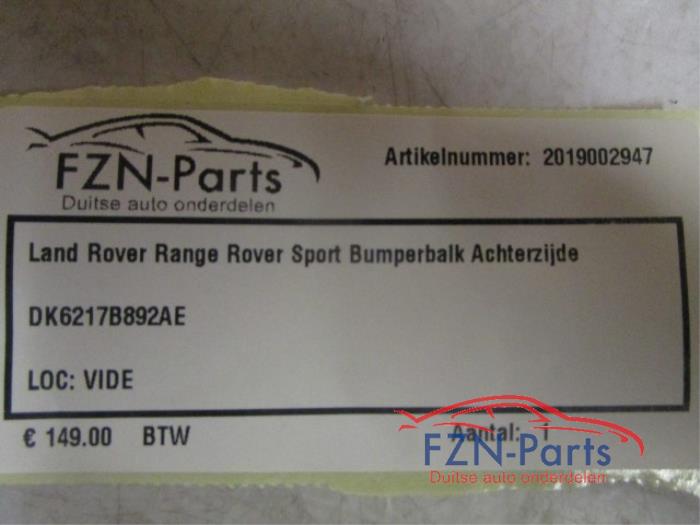 FZN-Parts
Duitse auto onderdelen
Artikelnummer: 2019002947
Land Rover Range Rover Sport Bumperbalk Achterzijde
DK6217B892AE
LOC: VIDE
€ 149.00 BTW
Aantal: 1
FZN-Parts
Duitse auto onderdelen